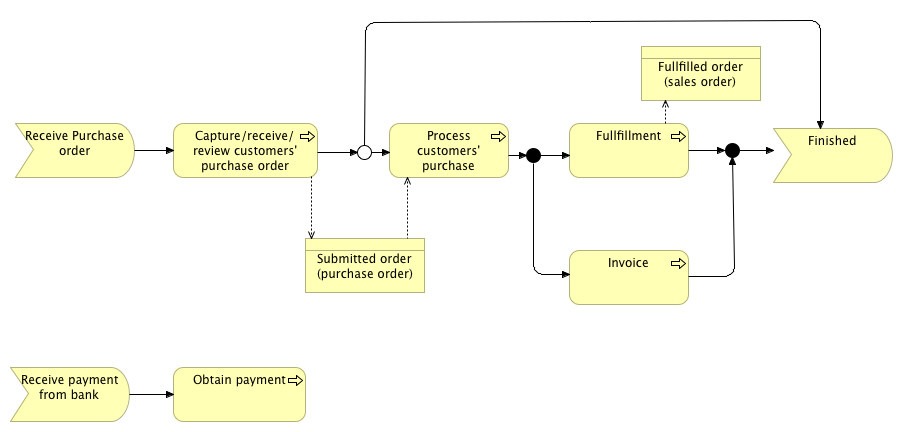 Fullfilled order
(sales order)
Receive Purchase
order
Capture/receive/
review customers'
purchase order
Process
customers'
purchase
Fullfillment
Finished
Submitted order
(purchase order)
Invoice
Receive payment
from bank
Obtain payment